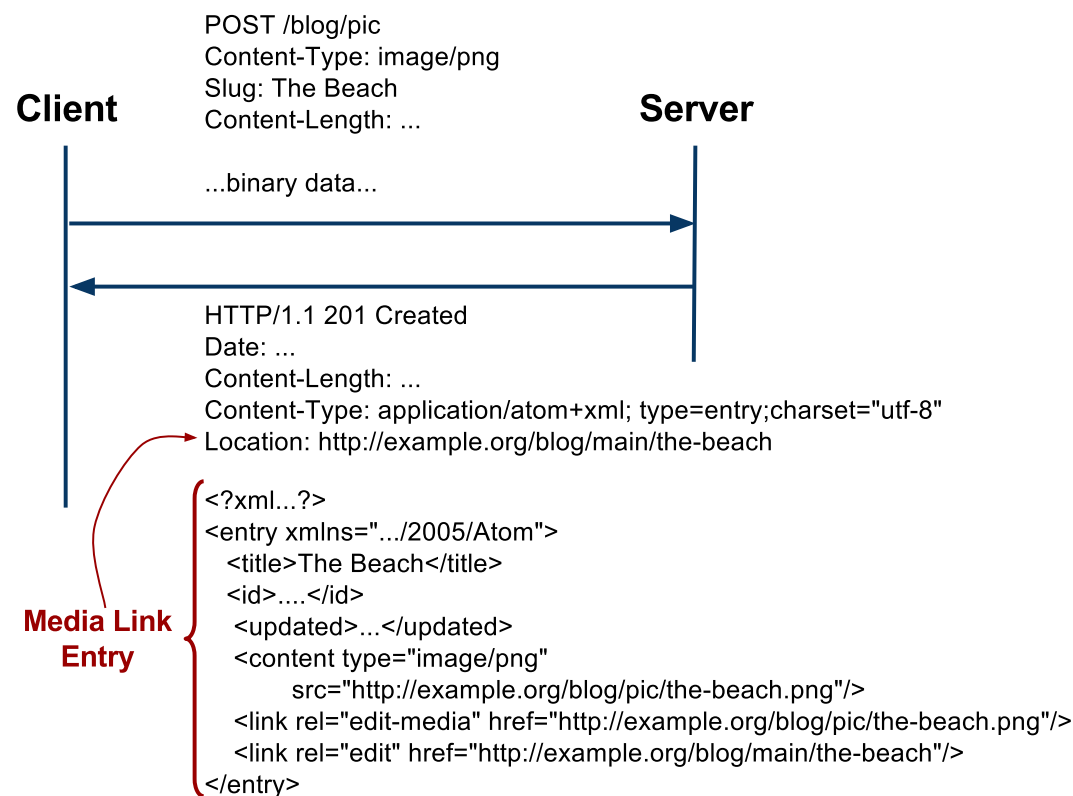 POST /blog/pic
Content-Type: image/png
Slug: The Beach
Client
Server
Content-Length: ...
...binary data...
HTTP/1.1 201 Created
Date: ...
Content-Length: ...
Content-Type: application/atom+xml; type=entry;charset="utf-8"
Location: http://example.org/blog/main/the-beach
<?xml...?>
<entry xmlns=".../2005/Atom">
<title>The Beach</title>
<id>....</id>
<updated>...</updated>
<content type="image/png"
src="http://example.org/blog/pic/the-beach.png"/>
<link rel="edit-media" href="http://example.org/blog/pic/the-beach.png"/>
<link rel="edit" href="http://example.org/blog/main/the-beach"/>
</entry>
Media Link
Entry